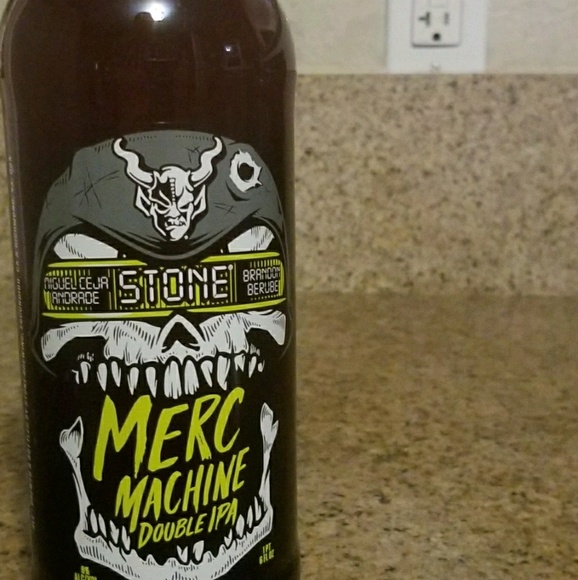 MIGUEL CEJA
ANDRADE
STONE
BRANDON
BERUBE
MERC
MACHINE
DOUBLE IPA